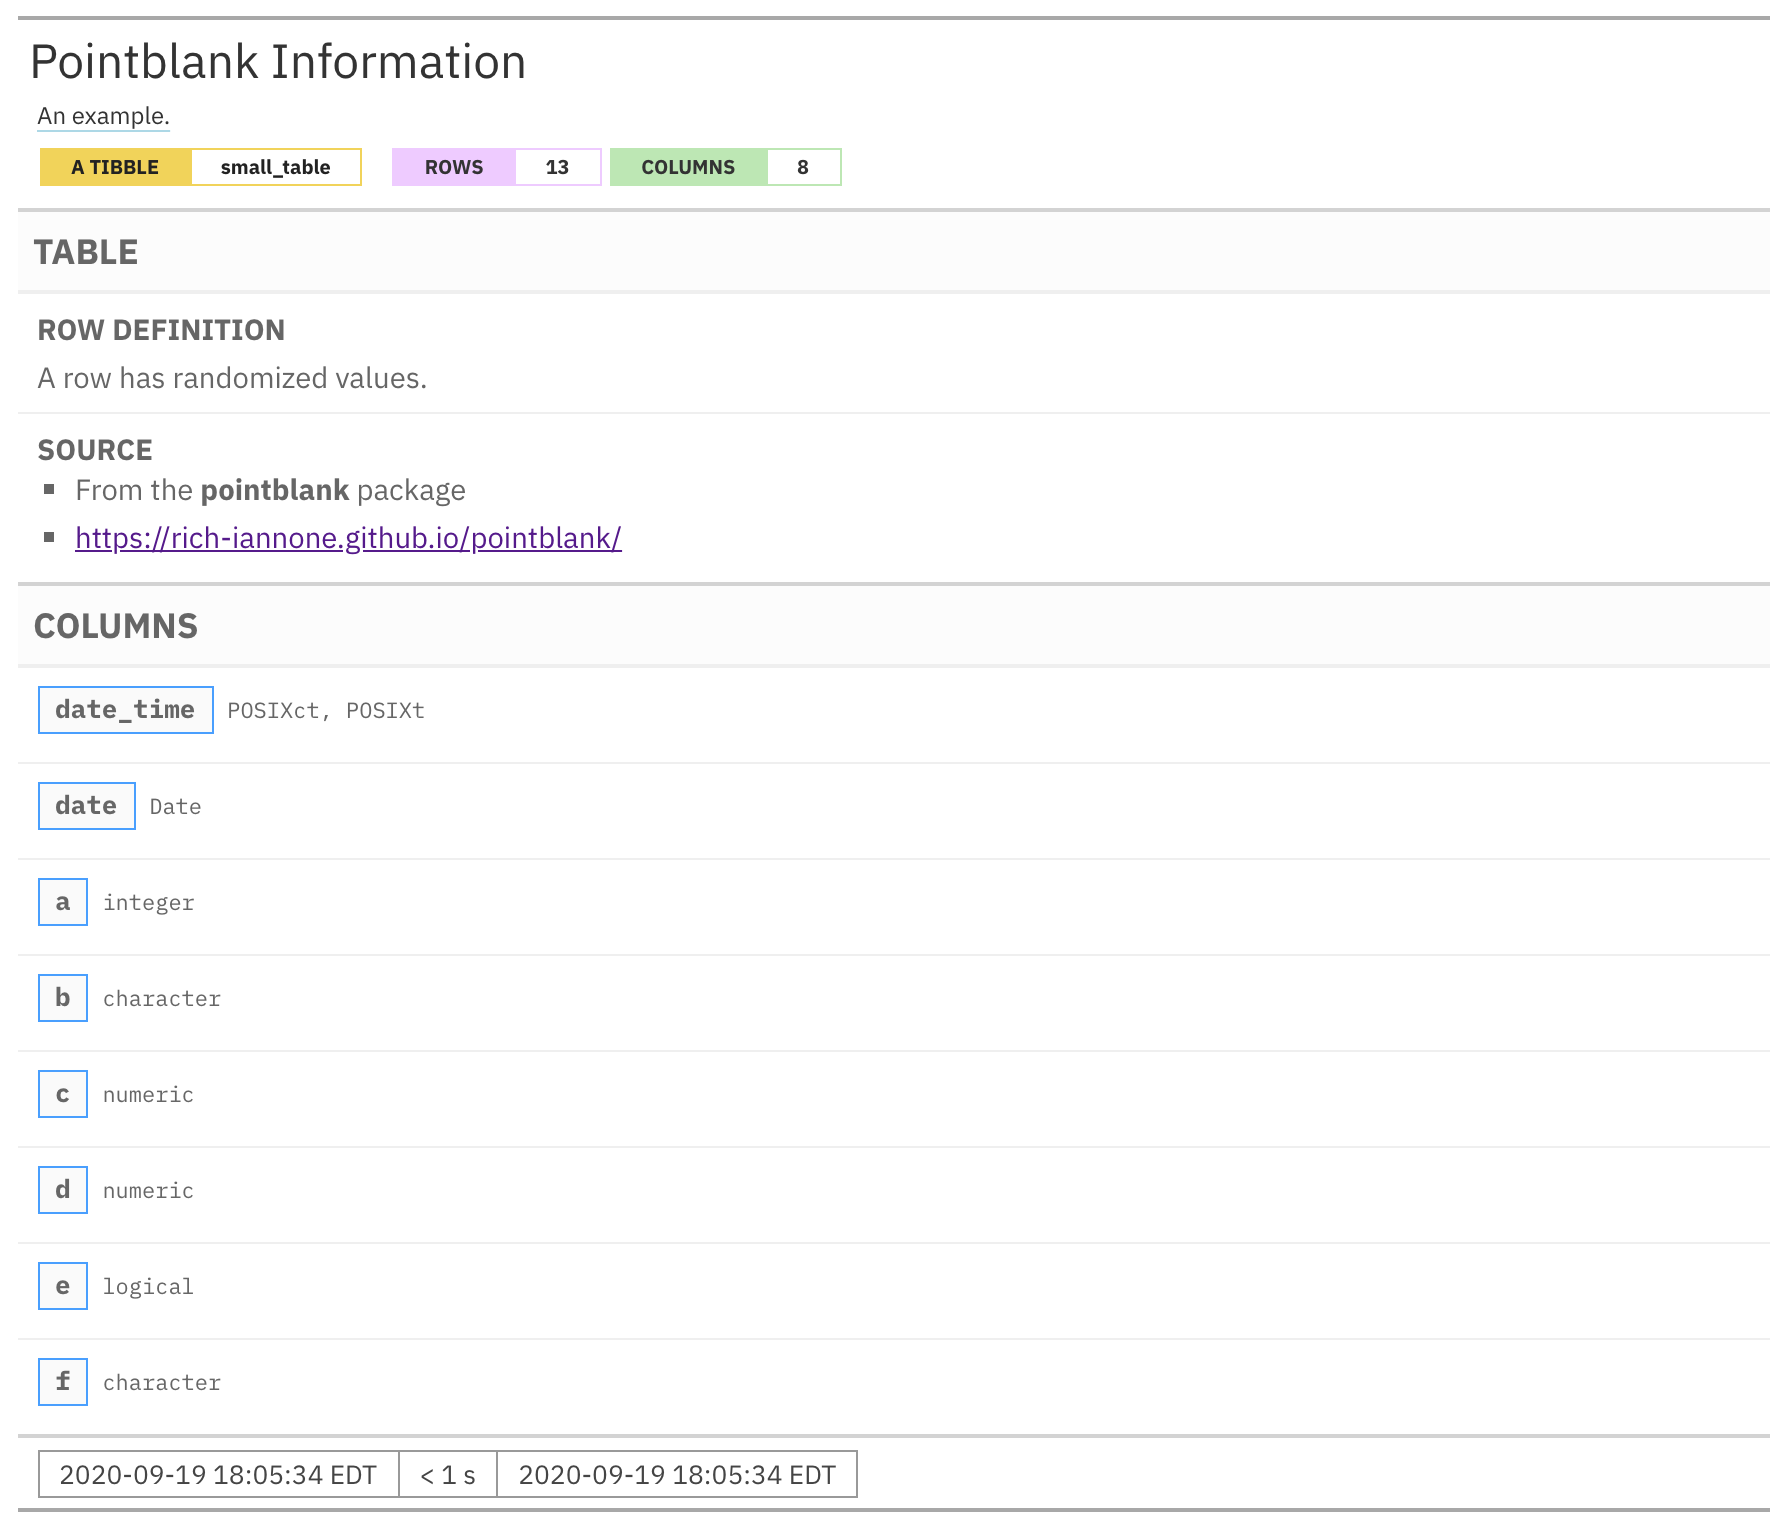 Pointblank Information
An example.
A TIBBLE small_table ROWS 13 COLUMNS 8
TABLE
ROW DEFINITION
A row has randomized values.
SOURCE
From the pointblank package
https://rich-iannone.github.io/pointblank/
COLUMNS
date_time POSIXct, POSIXt
date Date
a integer
b character
c numeric
d numeric
e logical
f character
2020-09-19 18:05:34 EDT < 1 s 2020-09-19 18:05:34 EDT